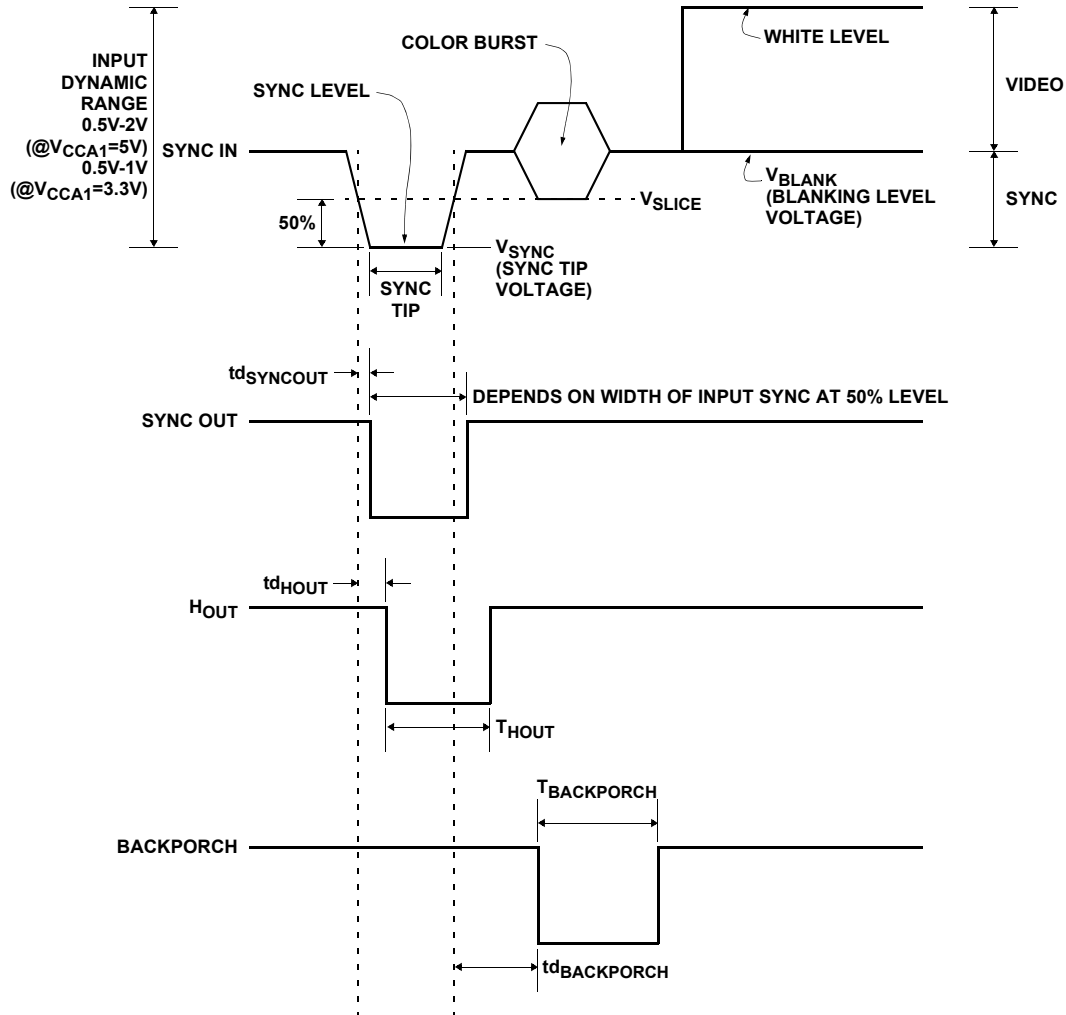 INPUT
DYNAMIC
RANGE
0.5V-2V
(@VCCA1=5V)
0.5V-1V
(@VCCA1=3.3V)
SYNC IN
SYNC LEVEL
COLOR BURST
WHITE LEVEL
VIDEO
50%
VSLICE
VBLANK
(BLANKING LEVEL
VOLTAGE)
SYNC
VSYNC
(SYNC TIP
VOLTAGE)
SYNC
TIP
tdSYNCOUT
DEPENDS ON WIDTH OF INPUT SYNC AT 50% LEVEL
SYNC OUT
tdHOUT
HOUT
THOUT
TBACKPORCH
BACKPORCH
tdBACKPORCH